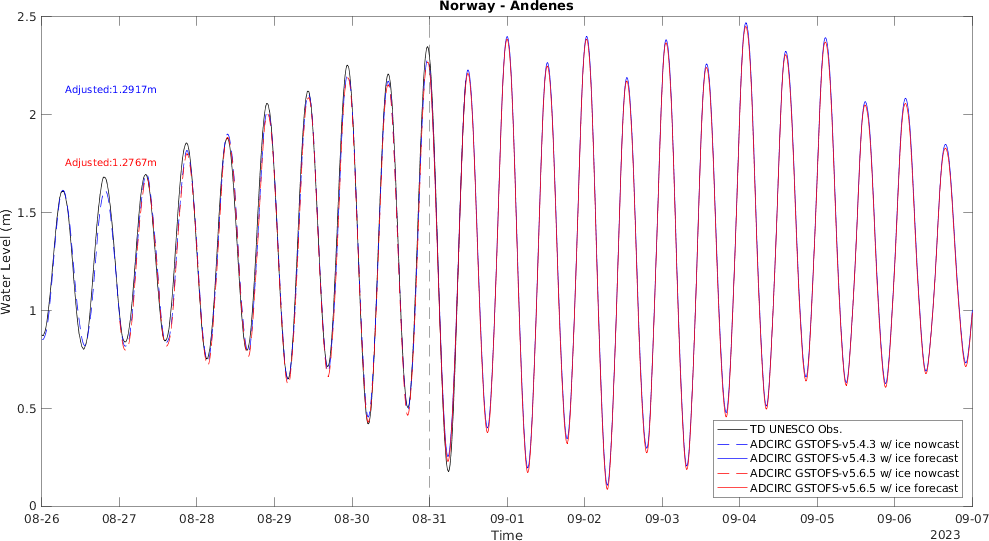 Norway - Andenes
2.5
2
1.5
1
0.5
0
Water Level (m)
Adjusted:1.2917m
Adjusted:1.2767m
TD UNESCO Obs.
ADCIRC GSTOFS-v5.4.3 w/ ice nowcast
ADCIRC GSTOFS-v5.4.3 w/ ice forecast
ADCIRC GSTOFS-v5.6.5 w/ ice nowcast
ADCIRC GSTOFS-v5.6.5 w/ ice forecast
08-26 08-27 08-28 08-29 08-30 08-31 09-01 09-02 09-03 09-04 09-05 09-06 09-07
Time
2023